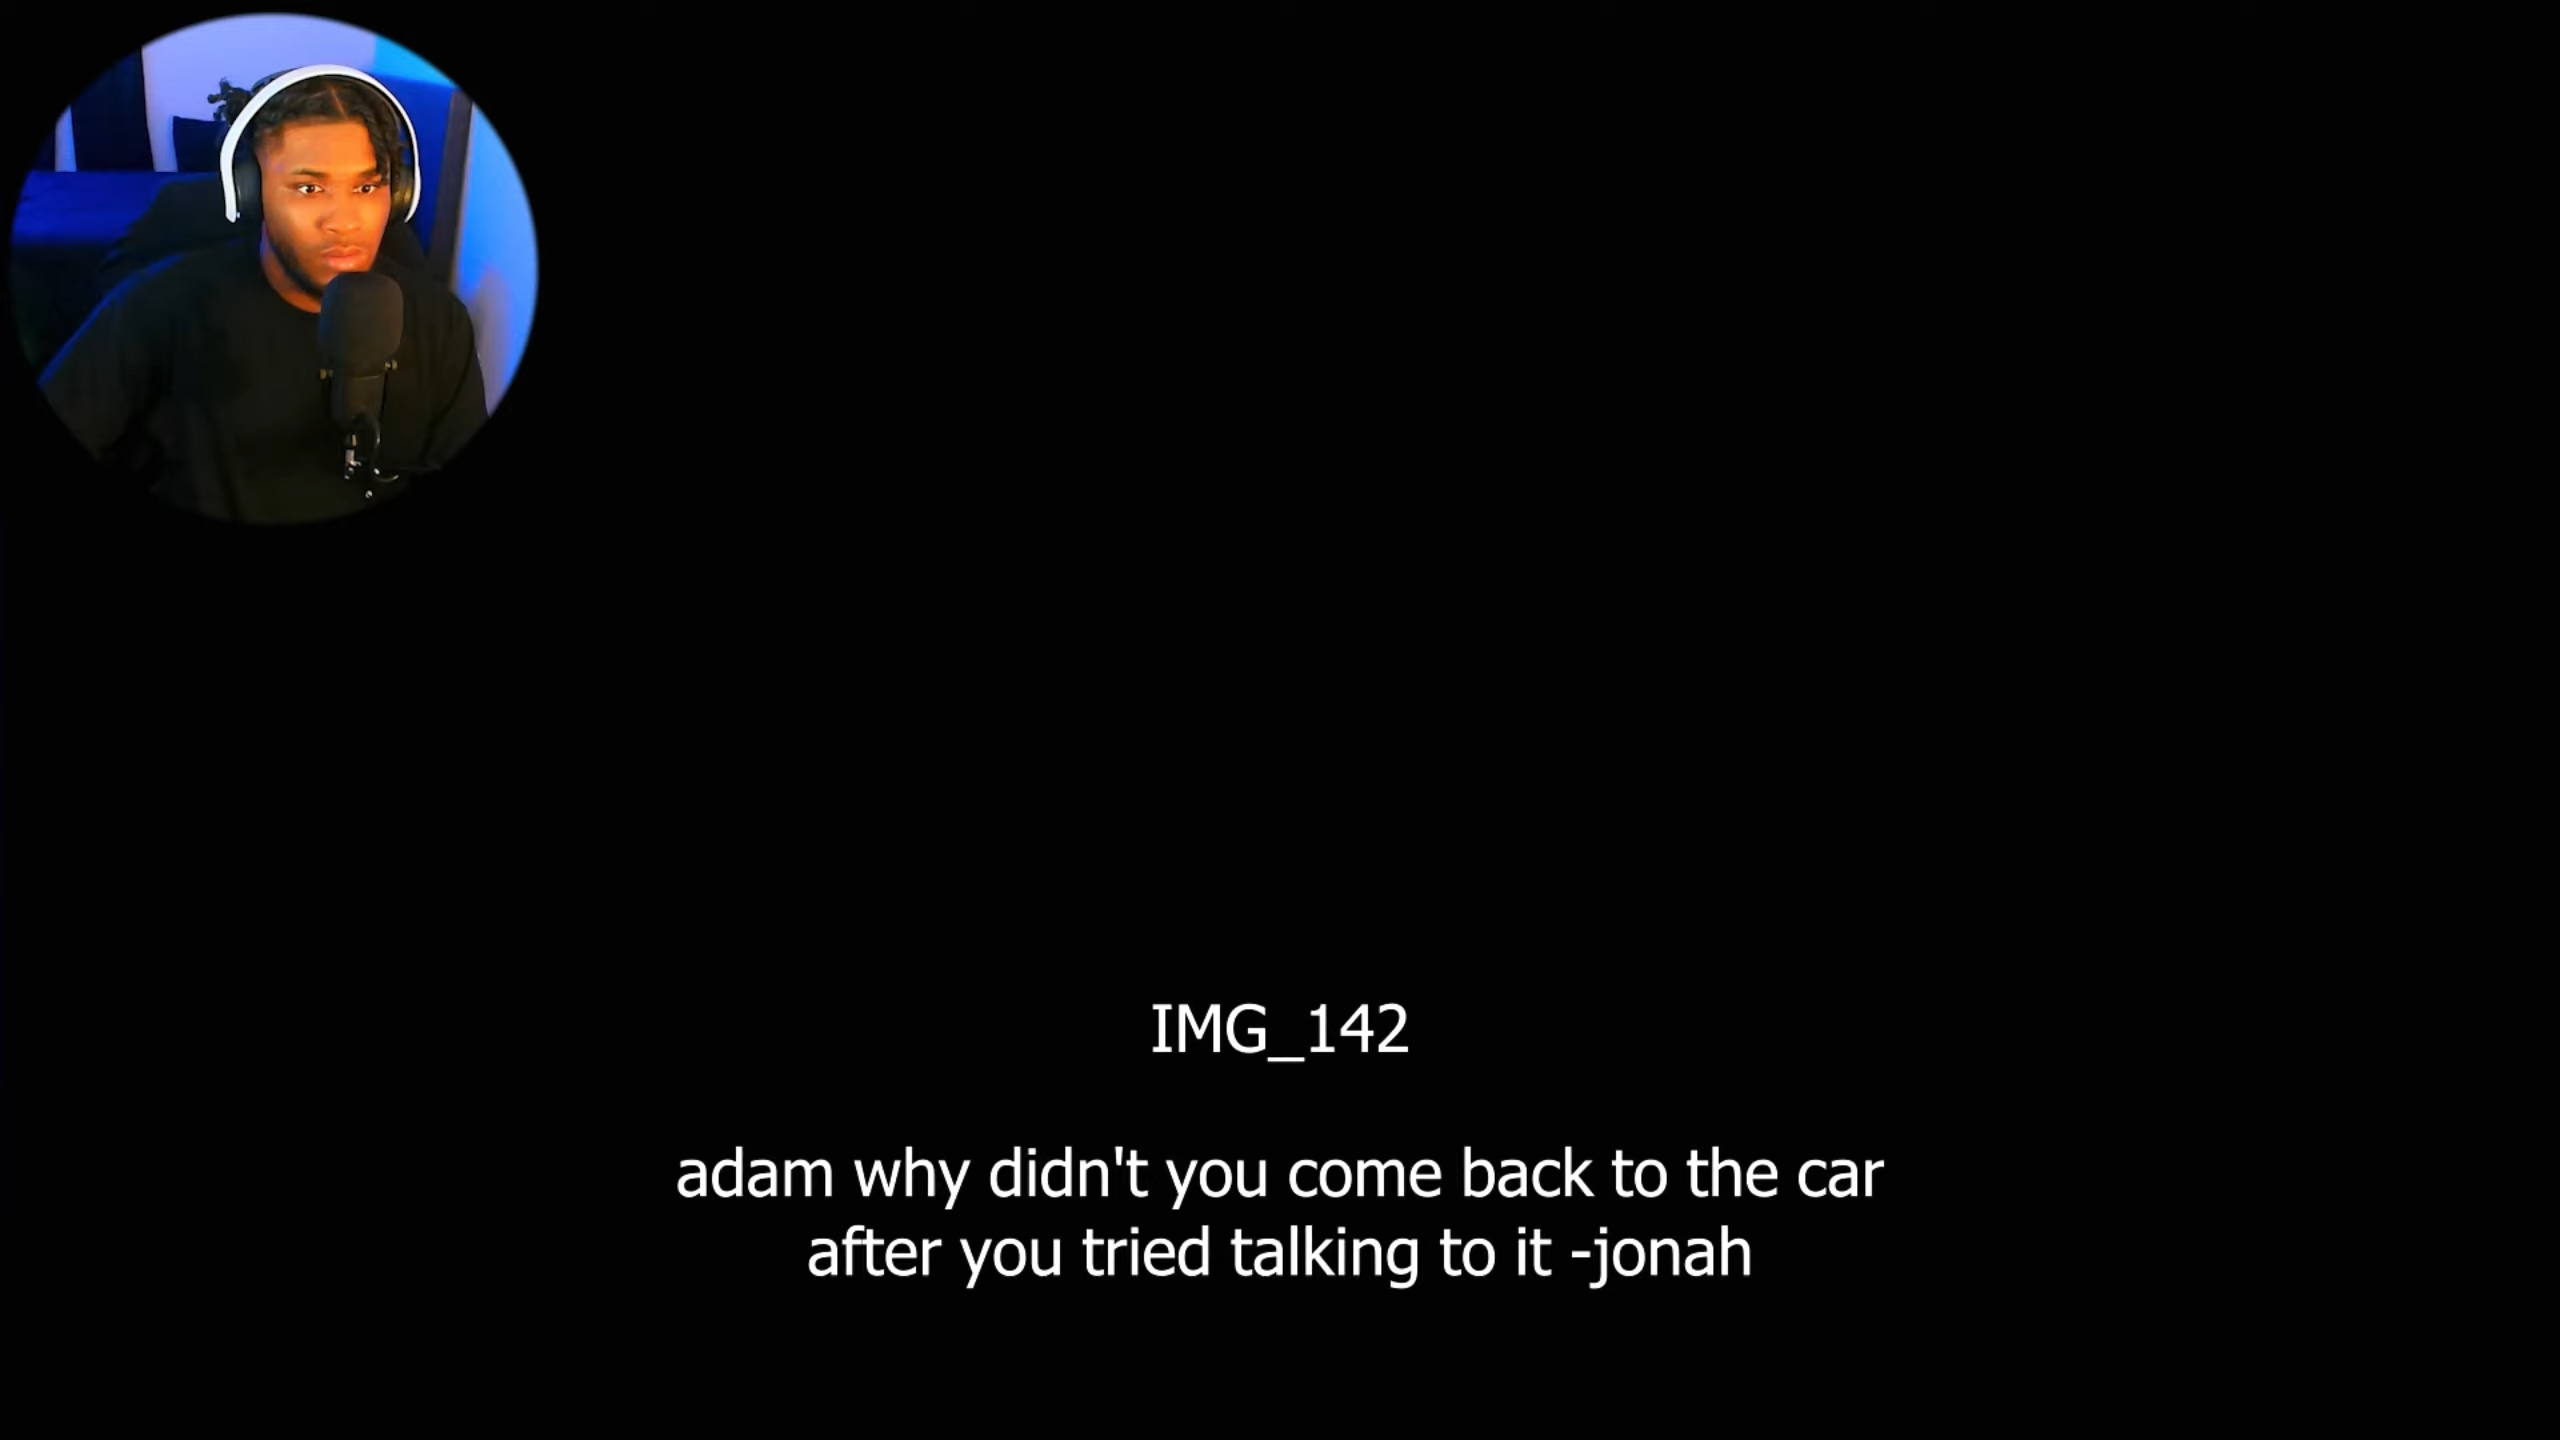 IMG_142
adam why didn't you come back to the car
after you tried talking to it -jonah